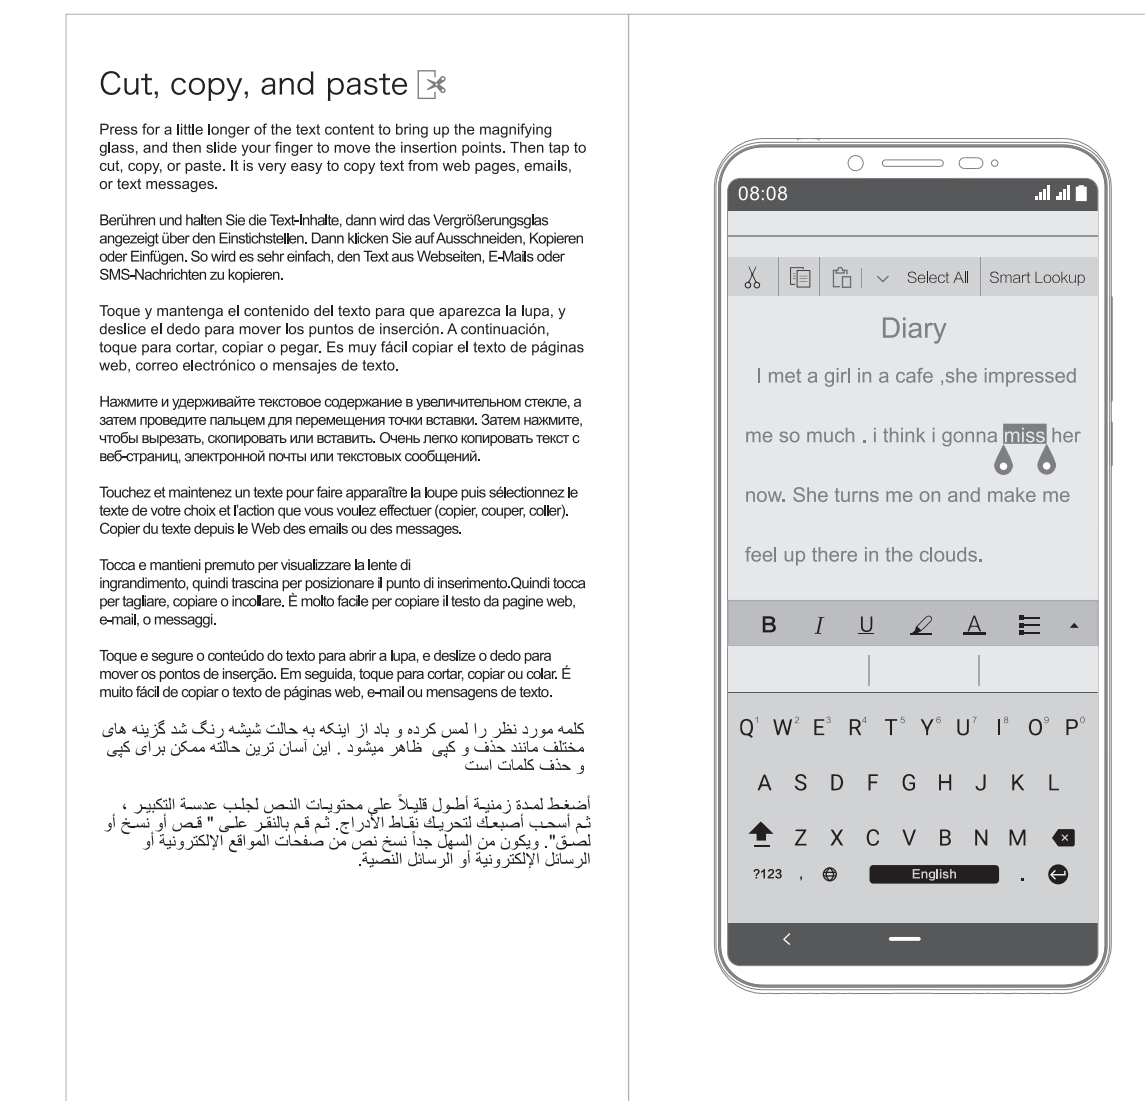 Cut, copy, and paste
Press for a little longer of the text content to bring up the magnifying
glass, and then slide your finger to move the insertion points. Then tap to
cut, copy, or paste. It is very easy to copy text from web pages, emails,
or text messages.
Berühren und halten Sie die Text-Inhalte, dann wird das Vergrößerungsglas
angezeigt über den Einstichstellen. Dann klicken Sie auf Ausschneiden, Kopieren
oder Einfügen. So wird es sehr einfach, den Text aus Webseiten, E-Mails oder
SMS-Nachrichten zu kopieren.
Toque y mantenga el contenido del texto para que aparezca la lupa, y
deslice el dedo para mover los puntos de inserción. A continuación,
toque para cortar, copiar o pegar. Es muy fácil copiar el texto de páginas
web, correo electrónico o mensajes de texto.
Нажмите и удерживайте текстовое содержание в увеличительном стекле, а
затем проведите пальцем для перемещения точки вставки. Затем нажмите,
чтобы вырезать, скопировать или вставить. Очень легко копировать текст с
веб-страниц, электронной почты или текстовых сообщений.
Touchez et maintenez un texte pour faire apparaître la loupe puis sélectionnez le
texte de votre choix et l'action que vous voulez effectuer (copier, couper, coller).
Copier du texte depuis le Web des emails ou des messages.
Tocca e mantieni premuto per visualizzare la lente di
ingrandimento, quindi trascina per posizionare il punto di inserimento.Quindi tocca
per tagliare, copiare o incollare. È molto facile per copiare il testo da pagine web,
e-mail, o messaggi.
Toque e segure o conteúdo do texto para abrir a lupa, e deslize o dedo para
mover os pontos de inserção. Em seguida, toque para cortar, copiar ou colar. É
muito fácil de copiar o texto de páginas web, e-mail ou mensagens de texto.
کلمه مورد نظر را لمس کرده و باد از اینکه به حالت شیشه رنگ شد گزینه های
مختلف مانند حذف و کپی ظاهر میشود . این آسان ترین حالته ممکن برای کپی
و حذف کلمات است
أضغط لمدة زمنية أطول قليلاً على محتويات النص لجلب عدسة التكبير ،
ثم أسحب أصبعك لتحريك نقاط الأدراج. ثم قم بالنقر على " قص أو نسخ أو
لصق". ويكون من السهل جداً نسخ نص من صفحات المواقع الإلكترونية أو
الرسائل الإلكترونية أو الرسائل النصية.
08:08
Select All Smart Lookup
Diary
I met a girl in a cafe ,she impressed
me so much . i think i gonna miss her
now. She turns me on and make me
feel up there in the clouds.
B I U A
Q1 W2 E3 R4 T5 Y6 U7 I8 O9 P0
A S D F G H J K L
Z X C V B N M
?123 , English .